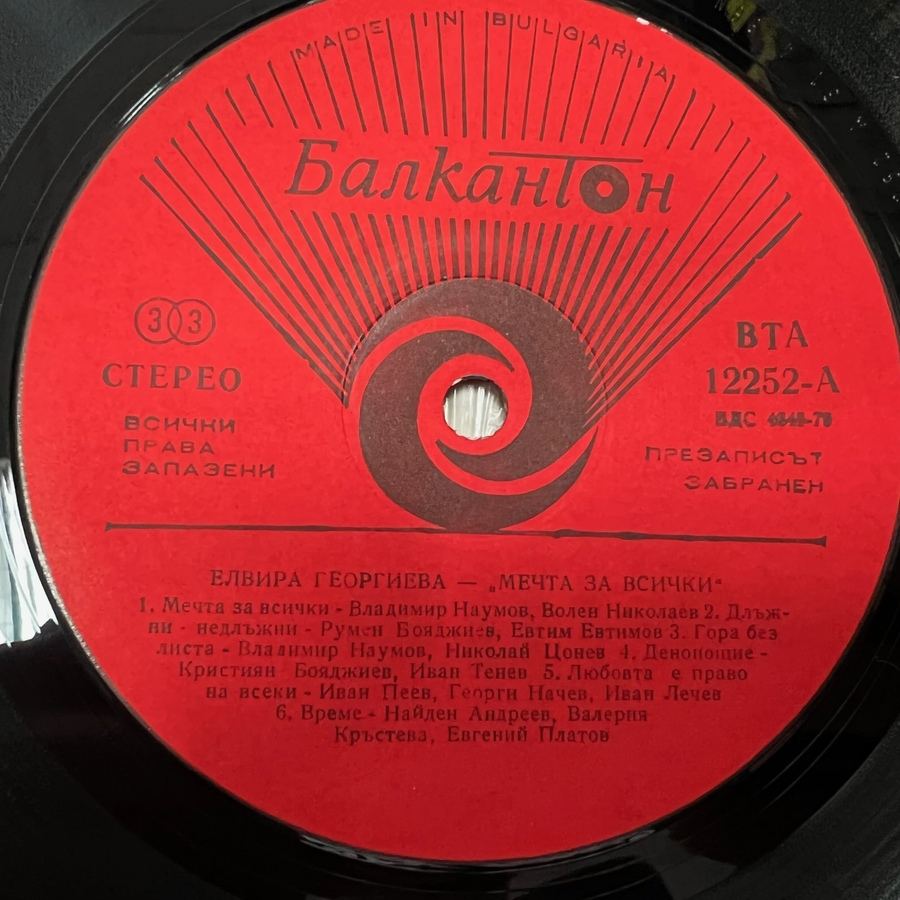 MADE IN BULGARIA
Балкантон
33
СТЕРЕО
ВСИЧКИ
ПРАВА
ЗАПАЗЕНИ
ВТА
12252-А
БДС
ПРЕЗАПИСЪТ
ЗАБРАНЕН
ЕЛВИРА ГЕОРГИЕВА — „МЕЧТА ЗА ВСИЧКИ“
1. Мечта за всички - Владимир Наумов, Волен Николаев 2. Длъж-
ни - недлъжни - Румен Бояджиев, Евтим Евтимов 3. Гора без
листа - Владимир Наумов, Николай Цонев 4. Денонощие -
Кристиян Бояджиев, Иван Тенев 5. Любовта е право
на всеки - Иван Пеев, Георги Начев, Иван Лечев
6. Време - Найден Андреев, Валерия
Кръстева, Евгений Платов